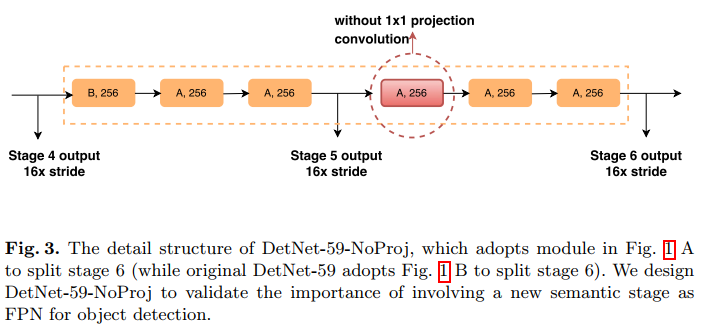 without 1x1 projection
convolution
B, 256
A, 256
A, 256
A, 256
A, 256
A, 256
Stage 4 output
16x stride
Stage 5 output
16x stride
Stage 6 output
16x stride
Fig. 3. The detail structure of DetNet-59-NoProj, which adopts module in Fig. 1 A
to split stage 6 (while original DetNet-59 adopts Fig. 1 B to split stage 6). We design
DetNet-59-NoProj to validate the importance of involving a new semantic stage as
FPN for object detection.